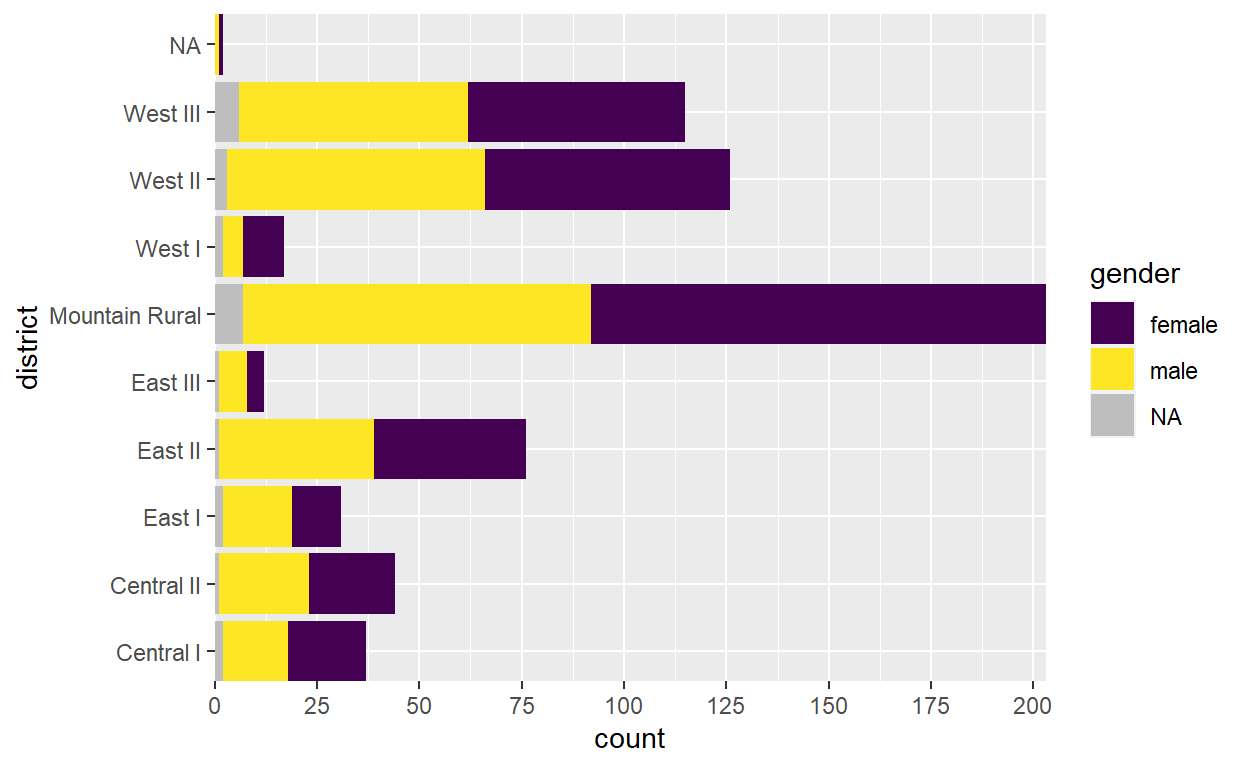 NA
West III
West II
West I
Mountain Rural
East III
East II
East I
Central II
Central I
district
0 25 50 75 100 125 150 175 200
count
gender
female
male
NA